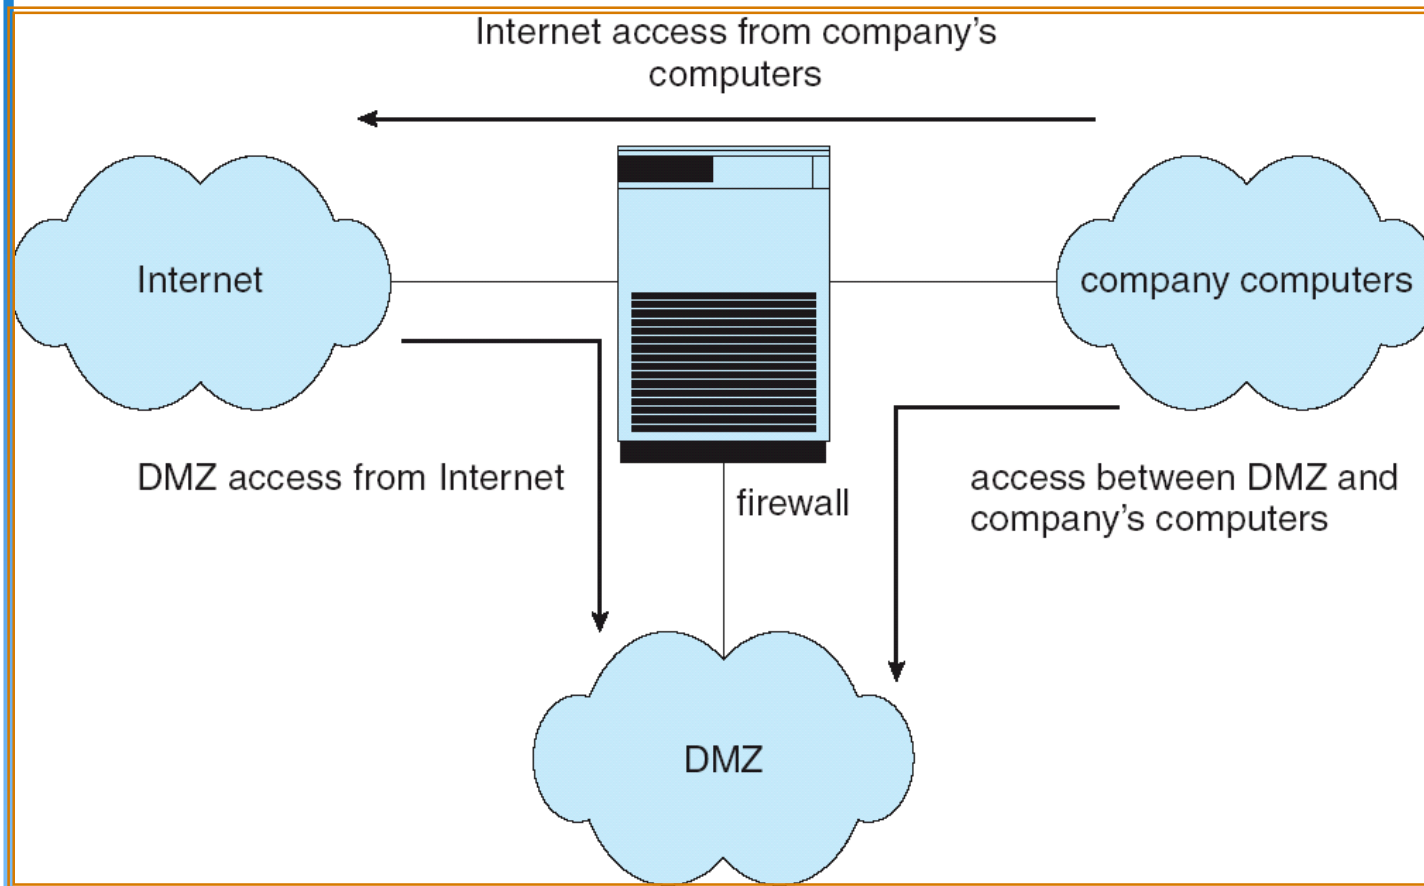 Internet access from company's
computers
Internet
company computers
DMZ access from Internet
firewall
access between DMZ and
company's computers
DMZ